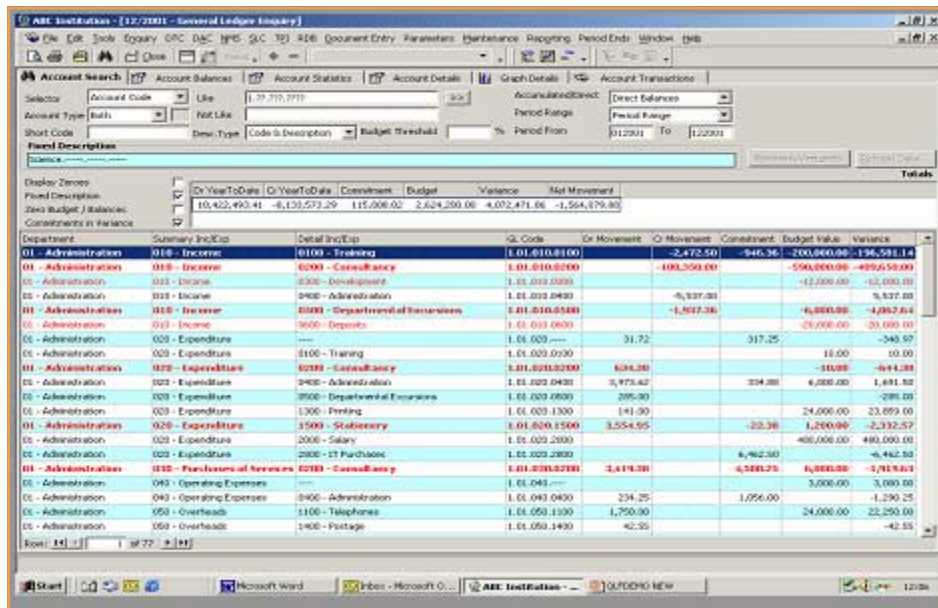 ABC Institution - [12/2001 - General Ledger Enquiry]
File Edit Tools Enquiry OTC DAC NMS SLC TPI RDB Document Entry Parameters Maintenance Reporting Period Ends Window Help
Close
Account Search Account Balances Account Statistics Account Details Graph Details Account Transactions
Selector Account Code Like 1.??.???.???? >> Accumulated/Direct Direct Balances
Account Type Both Not Like Period Range Period Range
Short Code Desc.Type Code & Description Budget Threshold % Period From 012001 To 122001
Fixed Description
Totals
Display Zeroes
Fixed Description
Zero Budget / Balances
Commitments in Variance
Dr YearToDate Cr YearToDate Commitment Budget Variance Net Movement
115,000.02 2,624,200.00
Department Summary Inc/Exp Detail Inc/Exp GL Code Dr Movement Cr Movement Commitment Budget Value Variance
01 - Administration 010 - Income 0100 - Training 1.01.010.0100 -2,472.50 -946.36 -200,000.00 -196,581.14
01 - Administration 010 - Income 0200 - Consultancy 1.01.010.0200 -100,350.00 -590,000.00 -489,650.00
01 - Administration 010 - Income 0300 - Development 1.01.010.0300 -12,000.00 -12,000.00
01 - Administration 010 - Income 0400 - Administration 1.01.010.0400 -5,537.00 5,537.00
01 - Administration 010 - Income 0500 - Departmental Excursions 1.01.010.0500 -1,937.36 -6,000.00 -4,062.64
01 - Administration 010 - Income 0600 - Deposits 1.01.010.0600 -20,000.00 -20,000.00
01 - Administration 020 - Expenditure ---- 1.01.020.---- 31.72 317.25 -348.97
01 - Administration 020 - Expenditure 0100 - Training 1.01.020.0100 10.00 10.00
01 - Administration 020 - Expenditure 0200 - Consultancy 1.01.020.0200 634.30 -10.00 -644.30
01 - Administration 020 - Expenditure 0400 - Administration 1.01.020.0400 3,973.62 334.88 6,000.00 1,691.50
01 - Administration 020 - Expenditure 0500 - Departmental Excursions 1.01.020.0500 285.00 -285.00
01 - Administration 020 - Expenditure 1300 - Printing 1.01.020.1300 141.00 24,000.00 23,859.00
01 - Administration 020 - Expenditure 1500 - Stationery 1.01.020.1500 3,554.95 -22.38 1,200.00 -2,332.57
01 - Administration 020 - Expenditure 2000 - Salary 1.01.020.2000 480,000.00 480,000.00
01 - Administration 020 - Expenditure 2800 - IT Purchases 1.01.020.2800 6,462.50 -6,462.50
01 - Administration 030 - Purchases of Services 0200 - Consultancy 1.01.030.0200 3,419.38 4,500.25 6,000.00 -1,919.63
01 - Administration 040 - Operating Expenses ---- 1.01.040.---- 3,000.00 3,000.00
01 - Administration 040 - Operating Expenses 0400 - Administration 1.01.040.0400 234.25 1,056.00 -1,290.25
01 - Administration 050 - Overheads 1100 - Telephones 1.01.050.1100 1,750.00 24,000.00 22,250.00
01 - Administration 050 - Overheads 1400 - Postage 1.01.050.1400 42.55 -42.55
Row: 1 of 77
Start Microsoft Word Inbox - Microsoft O... ABC Institution - ... QLFDEMO NEW 12:06